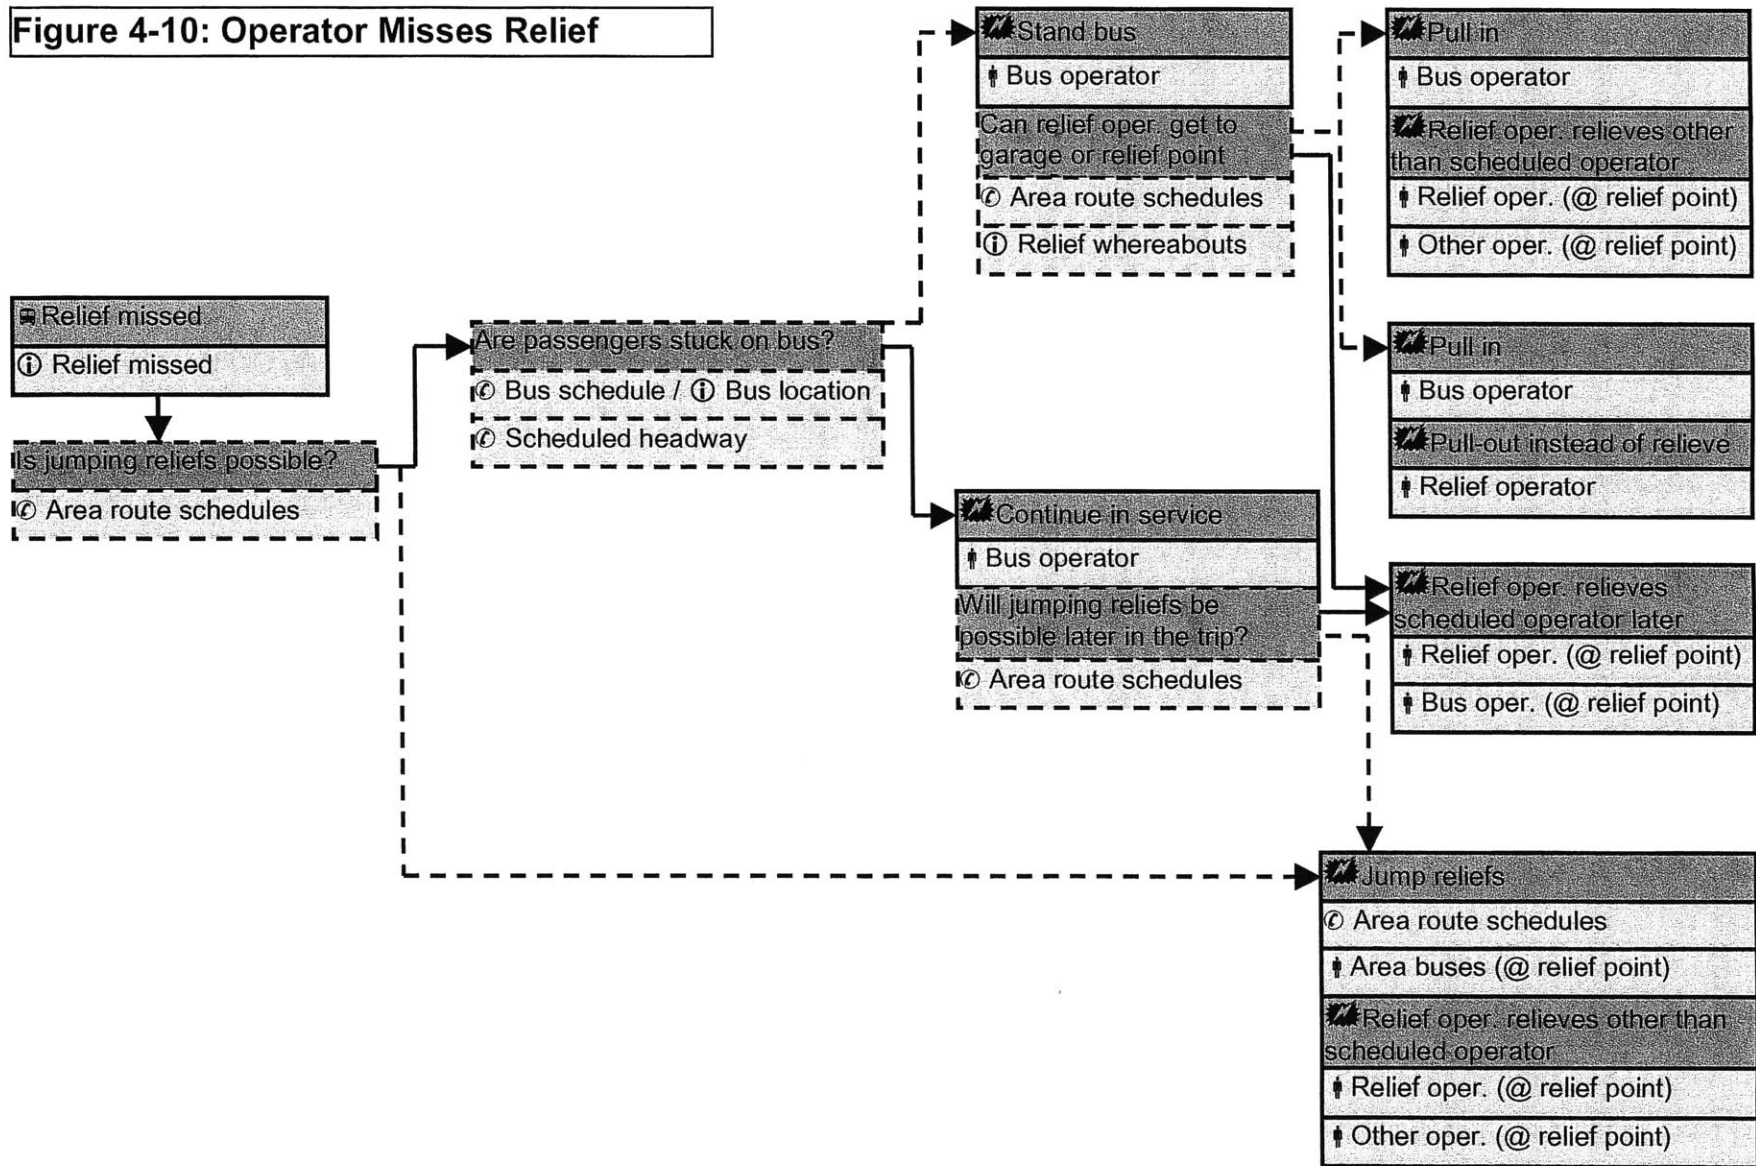 Figure 4-10: Operator Misses Relief
Relief missed
Relief missed
Is jumping reliefs possible?
Area route schedules
Are passengers stuck on bus?
Bus schedule / Bus location
Scheduled headway
Stand bus
Bus operator
Can relief oper. get to
garage or relief point
Area route schedules
Relief whereabouts
Continue in service
Bus operator
Will jumping reliefs be
possible later in the trip?
Area route schedules
Pull in
Bus operator
Relief oper. relieves other
than scheduled operator
Relief oper. (@ relief point)
Other oper. (@ relief point)
Pull in
Bus operator
Pull-out instead of relieve
Relief operator
Relief oper. relieves
scheduled operator later
Relief oper. (@ relief point)
Bus oper. (@ relief point)
Jump reliefs
Area route schedules
Area buses (@ relief point)
Relief oper. relieves other than
scheduled operator
Relief oper. (@ relief point)
Other oper. (@ relief point)